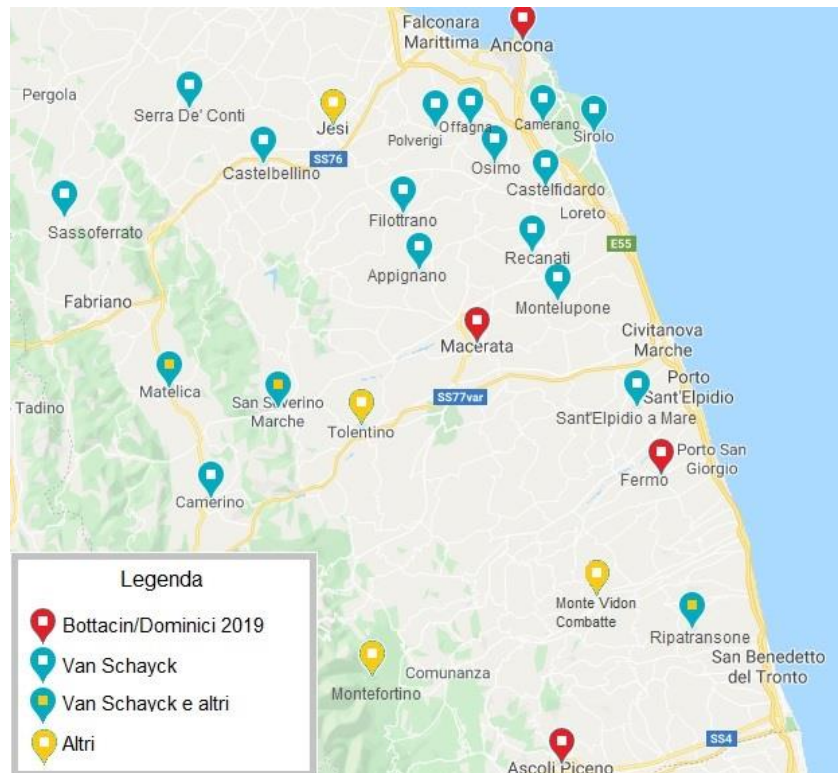 Falconara
Marittima
Ancona
Pergola
Serra De' Conti
Jesi
Polverigi
Offagna
Camerano
Sirolo
SS76
Castelbellino
Osimo
Castelfidardo
Filottrano
Loreto
Sassoferrato
Recanati
E55
Appignano
Fabriano
Montelupone
Macerata
Civitanova
Marche
Matelica
San Severino
Marche
SS77var
Porto
Sant'Elpidio
Tadino
Tolentino
Sant'Elpidio a Mare
Porto San
Giorgio
Fermo
Camerino
Legenda
Bottacin/Dominici 2019
Van Schayck
Van Schayck e altri
Altri
Monte Vidon
Combatte
Ripatransone
San Benedetto
del Tronto
Comunanza
Montefortino
SS4
Ascoli Piceno